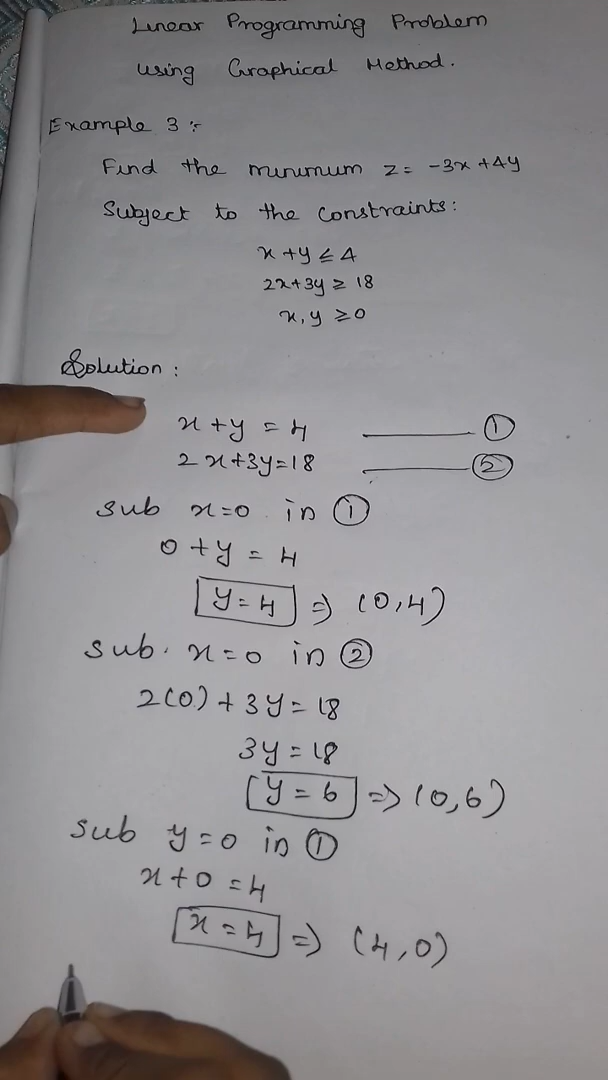 Linear Programming Problem
using Graphical Method.
Example 3 :-
Find the minimum z = -3x + 4y
Subject to the constraints:
x + y ≤ 4
2x + 3y ≥ 18
x, y ≥ 0
Solution :
x + y = 4 ——— ①
2x + 3y = 18 ——— ②
sub x = 0 in ①
0 + y = 4
y = 4 => (0,4)
sub. x = 0 in ②
2(0) + 3y = 18
3y = 18
y = 6 => (0,6)
sub y = 0 in ①
x + 0 = 4
x = 4 => (4,0)